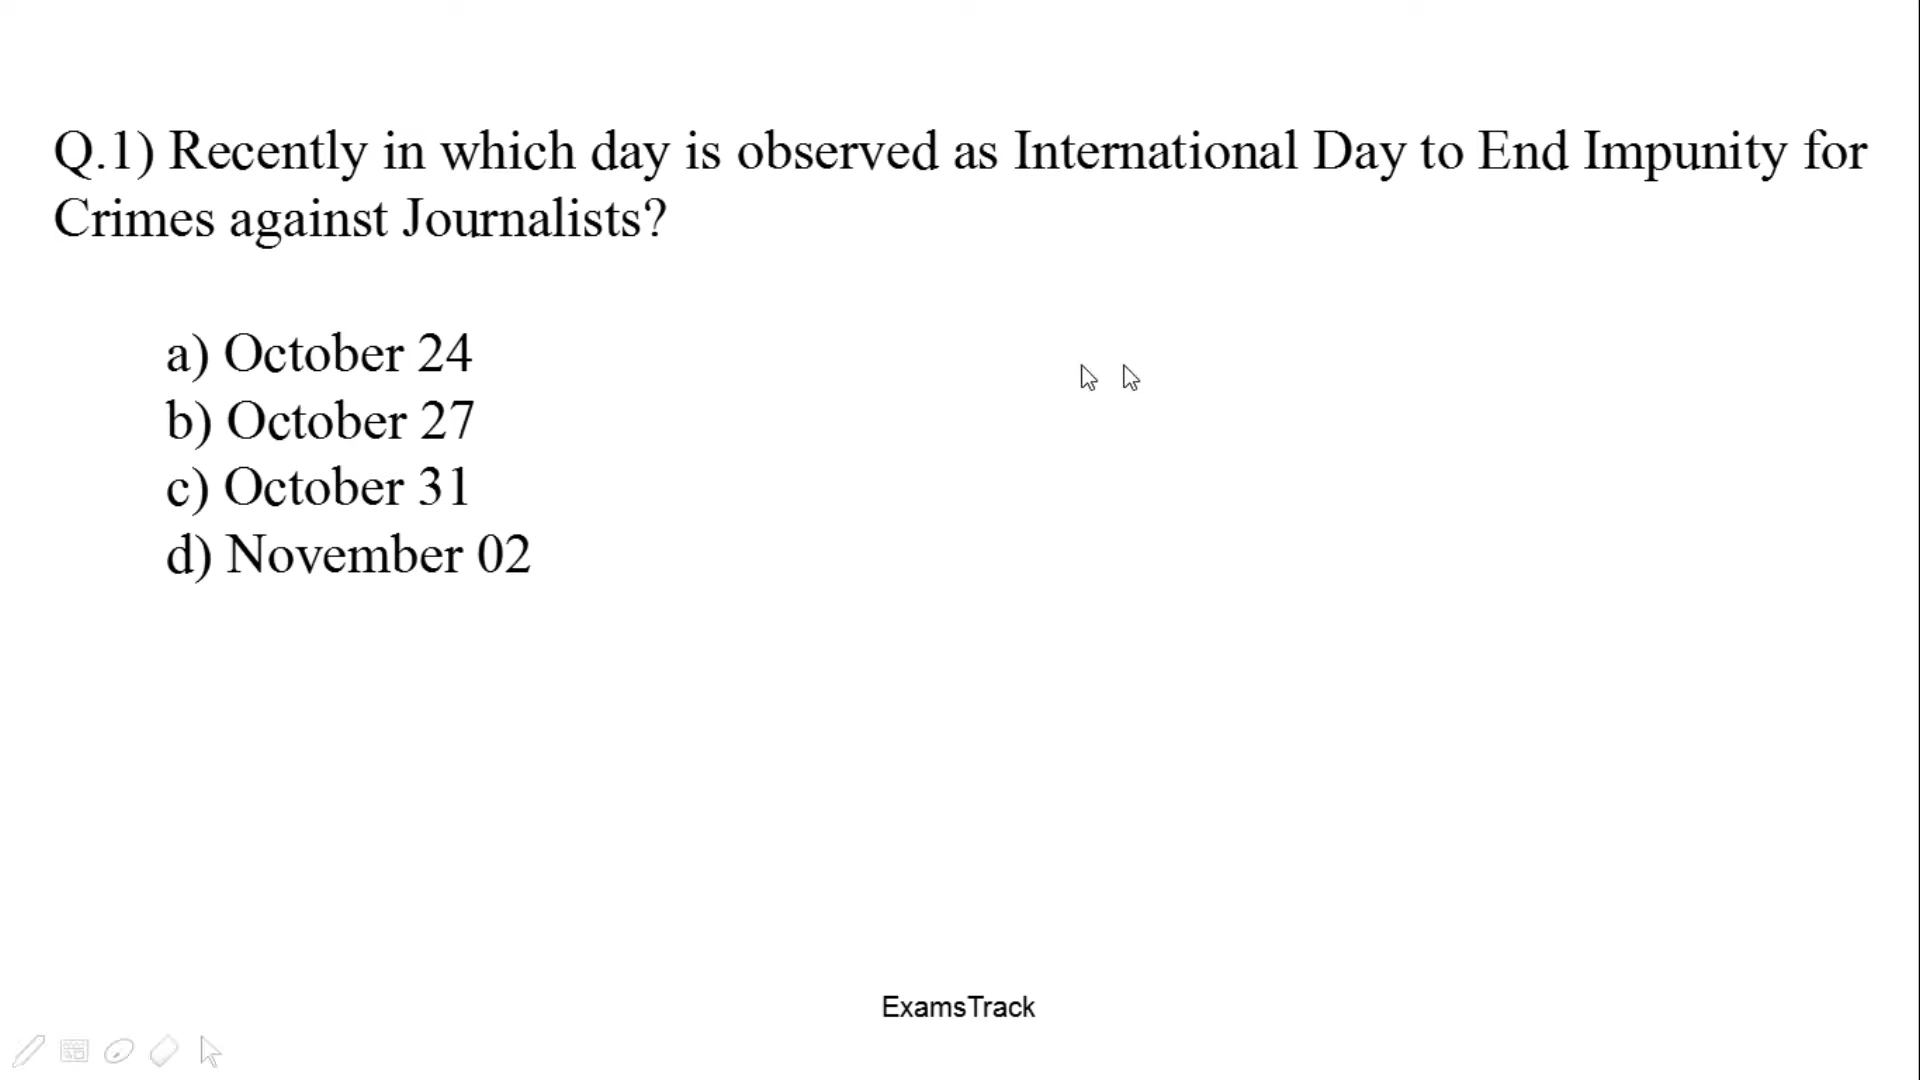 Q.1) Recently in which day is observed as International Day to End Impunity for
Crimes against Journalists?
a) October 24
b) October 27
c) October 31
d) November 02
ExamsTrack